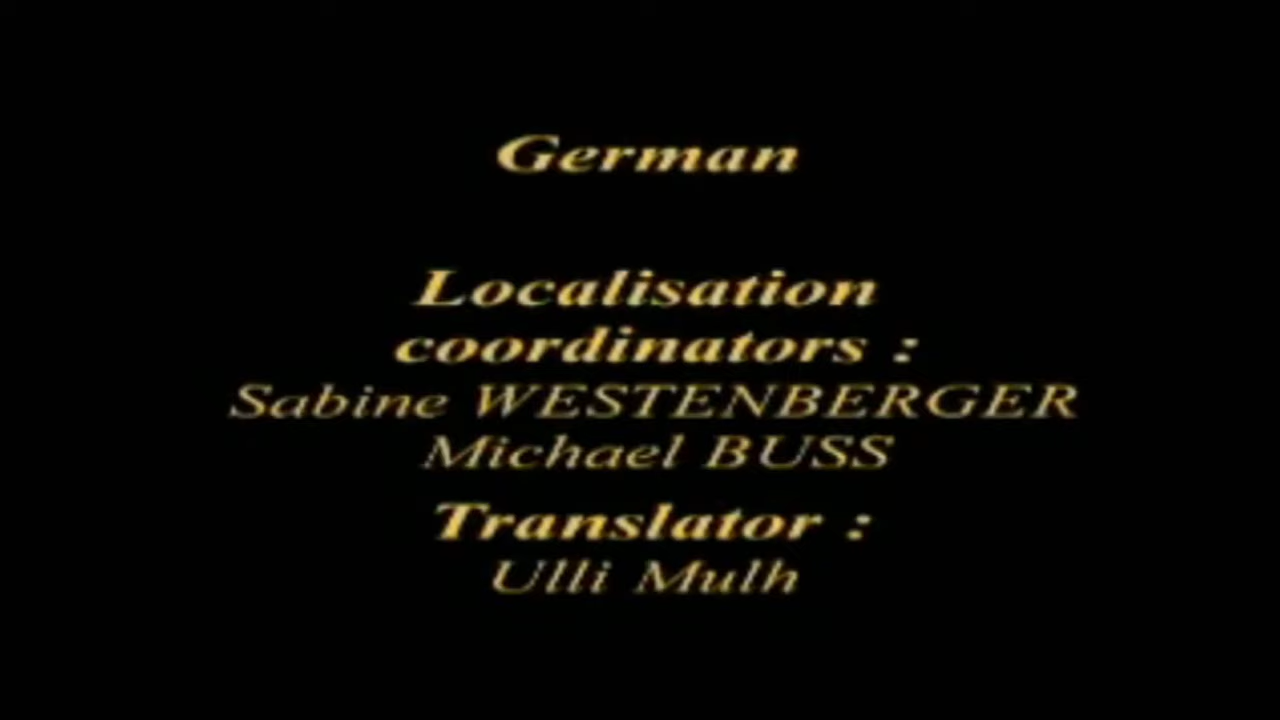 German
Localisation
coordinators :
Sabine WESTENBERGER
Michael BUSS
Translator :
Ulli Mulh